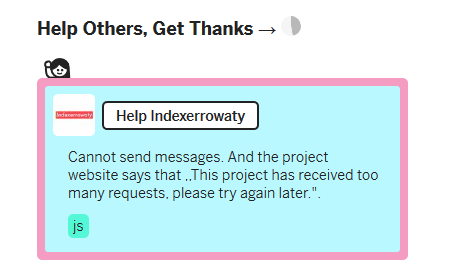 Help Others, Get Thanks →
Indexerrowaty
Help Indexerrowaty
Cannot send messages. And the project
website says that ,,This project has received too
many requests, please try again later.".
js